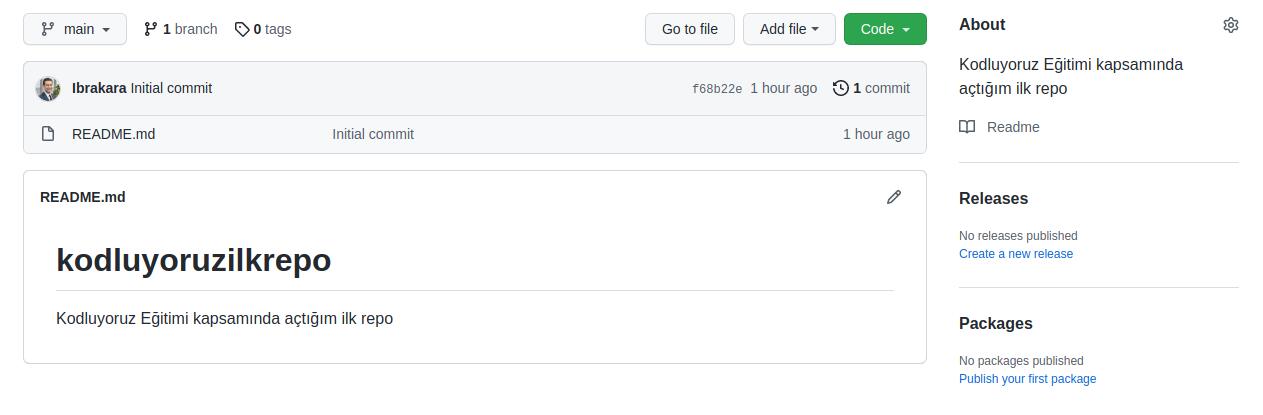 main 1 branch 0 tags Go to file Add file Code
Ibrakara Initial commit f68b22e 1 hour ago 1 commit
README.md Initial commit 1 hour ago
README.md
kodluyoruzilkrepo
Kodluyoruz Eğitimi kapsamında açtığım ilk repo
About
Kodluyoruz Eğitimi kapsamında
açtığım ilk repo
Readme
Releases
No releases published
Create a new release
Packages
No packages published
Publish your first package